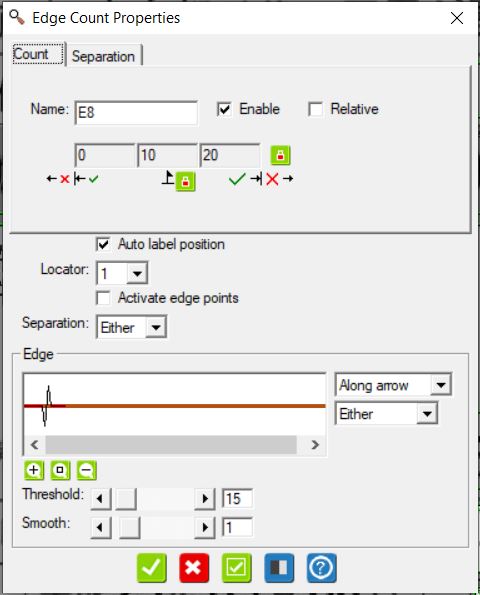 Edge Count Properties
Count Separation
Name: E8 Enable Relative
0 10 20
Auto label position
Locator: 1
Activate edge points
Separation: Either
Edge
Along arrow
Either
Threshold: 15
Smooth: 1